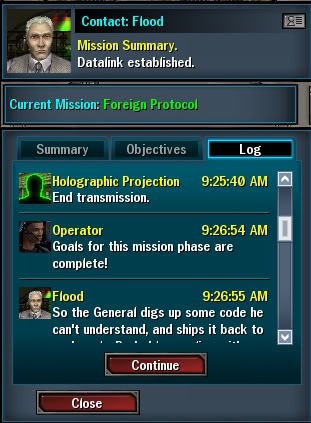 Contact: Flood
Mission Summary.
Datalink established.
Current Mission: Foreign Protocol
Summary Objectives Log
Holographic Projection 9:25:40 AM
End transmission.
Operator 9:26:54 AM
Goals for this mission phase are
complete!
Flood 9:26:55 AM
So the General digs up some code he
can't understand, and ships it back to
Continue
Close